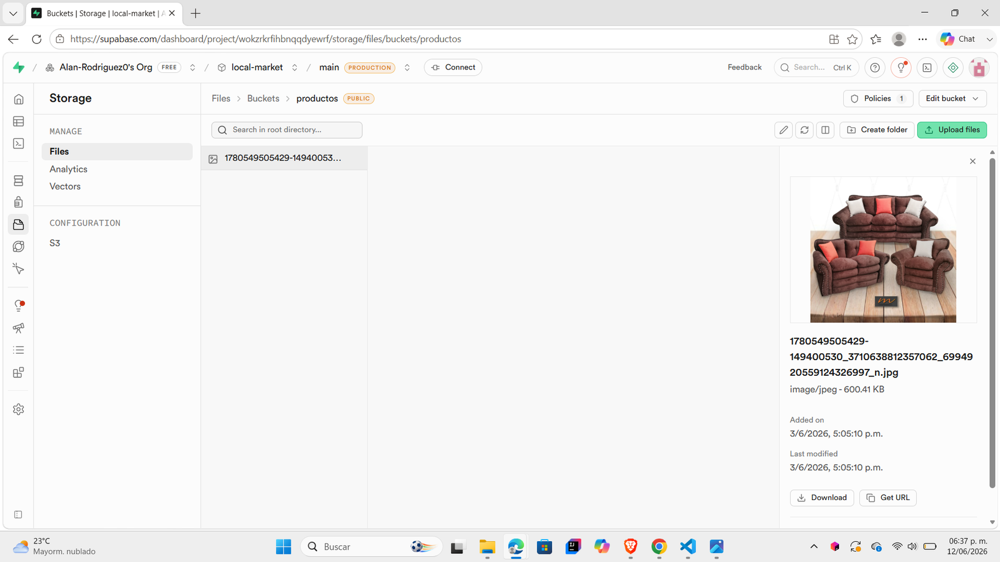 Buckets | Storage | local-market | A
https://supabase.com/dashboard/project/wokzrkrfihbnqqdyewrf/storage/files/buckets/productos
Chat
/ Alan-Rodriguez0's Org FREE / local-market / main PRODUCTION Connect
Feedback
Search... Ctrl K
Storage
MANAGE
Files
Analytics
Vectors
CONFIGURATION
S3
Files > Buckets > productos PUBLIC
Policies 1
Edit bucket
Search in root directory...
Create folder
Upload files
1780549505429-14940053...
m
1780549505429-
149400530_3710638812357062_69949
20559124326997_n.jpg
image/jpeg - 600.41 KB
Added on
3/6/2026, 5:05:10 p.m.
Last modified
3/6/2026, 5:05:10 p.m.
Download
Get URL
23°C
Mayorm. nublado
Buscar
06:37 p. m.
12/06/2026